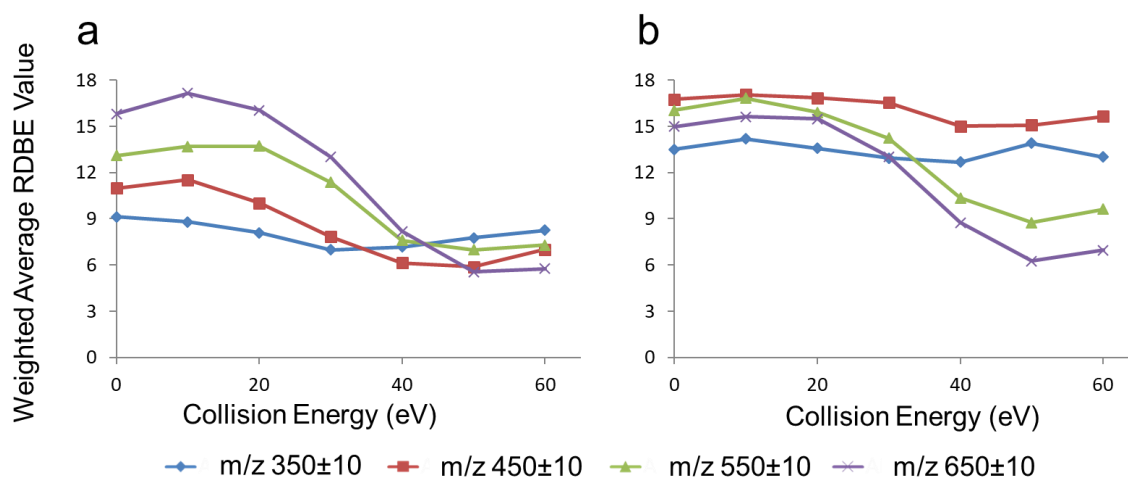 a
b
Weighted Average RDBE Value
18
15
12
9
6
3
0
0
20
40
60
Collision Energy (eV)
18
15
12
9
6
3
0
0
20
40
60
Collision Energy (eV)
m/z 350±10
m/z 450±10
m/z 550±10
m/z 650±10